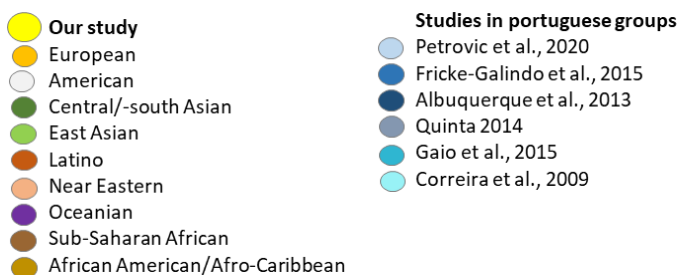 Our study
European
American
Central/-south Asian
East Asian
Latino
Near Eastern
Oceanian
Sub-Saharan African
African American/Afro-Caribbean
Studies in portuguese groups
Petrovic et al., 2020
Fricke-Galindo et al., 2015
Albuquerque et al., 2013
Quinta 2014
Gaio et al., 2015
Correira et al., 2009